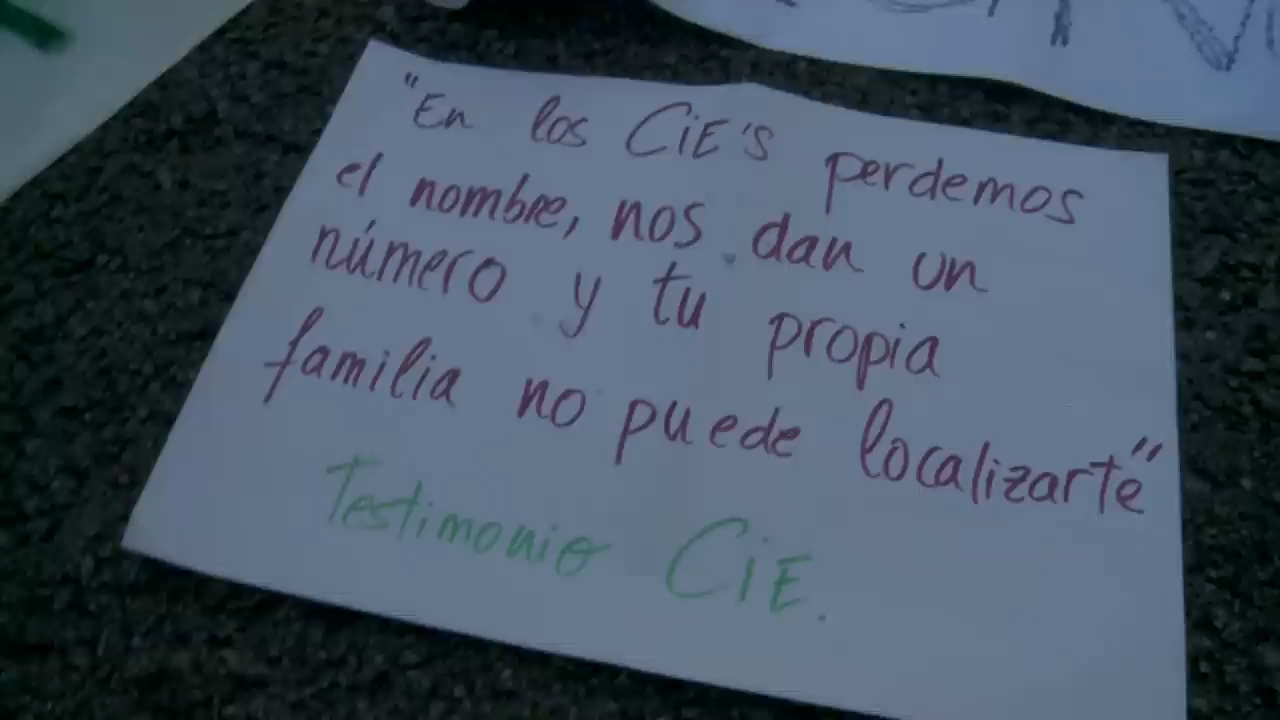 "En los CiE's perdemos
el nombre, nos dan un
número y tu propia
familia no puede localizarte"
Testimonio CiE.